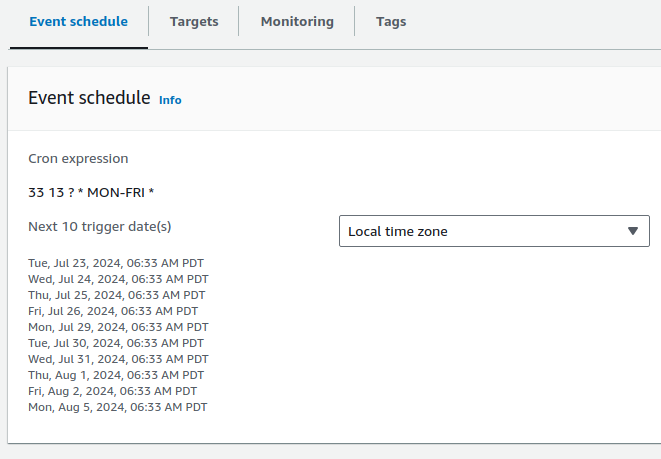 Event schedule
Targets
Monitoring
Tags
Event schedule Info
Cron expression
33 13 ? * MON-FRI *
Next 10 trigger date(s)
Local time zone
Tue, Jul 23, 2024, 06:33 AM PDT
Wed, Jul 24, 2024, 06:33 AM PDT
Thu, Jul 25, 2024, 06:33 AM PDT
Fri, Jul 26, 2024, 06:33 AM PDT
Mon, Jul 29, 2024, 06:33 AM PDT
Tue, Jul 30, 2024, 06:33 AM PDT
Wed, Jul 31, 2024, 06:33 AM PDT
Thu, Aug 1, 2024, 06:33 AM PDT
Fri, Aug 2, 2024, 06:33 AM PDT
Mon, Aug 5, 2024, 06:33 AM PDT